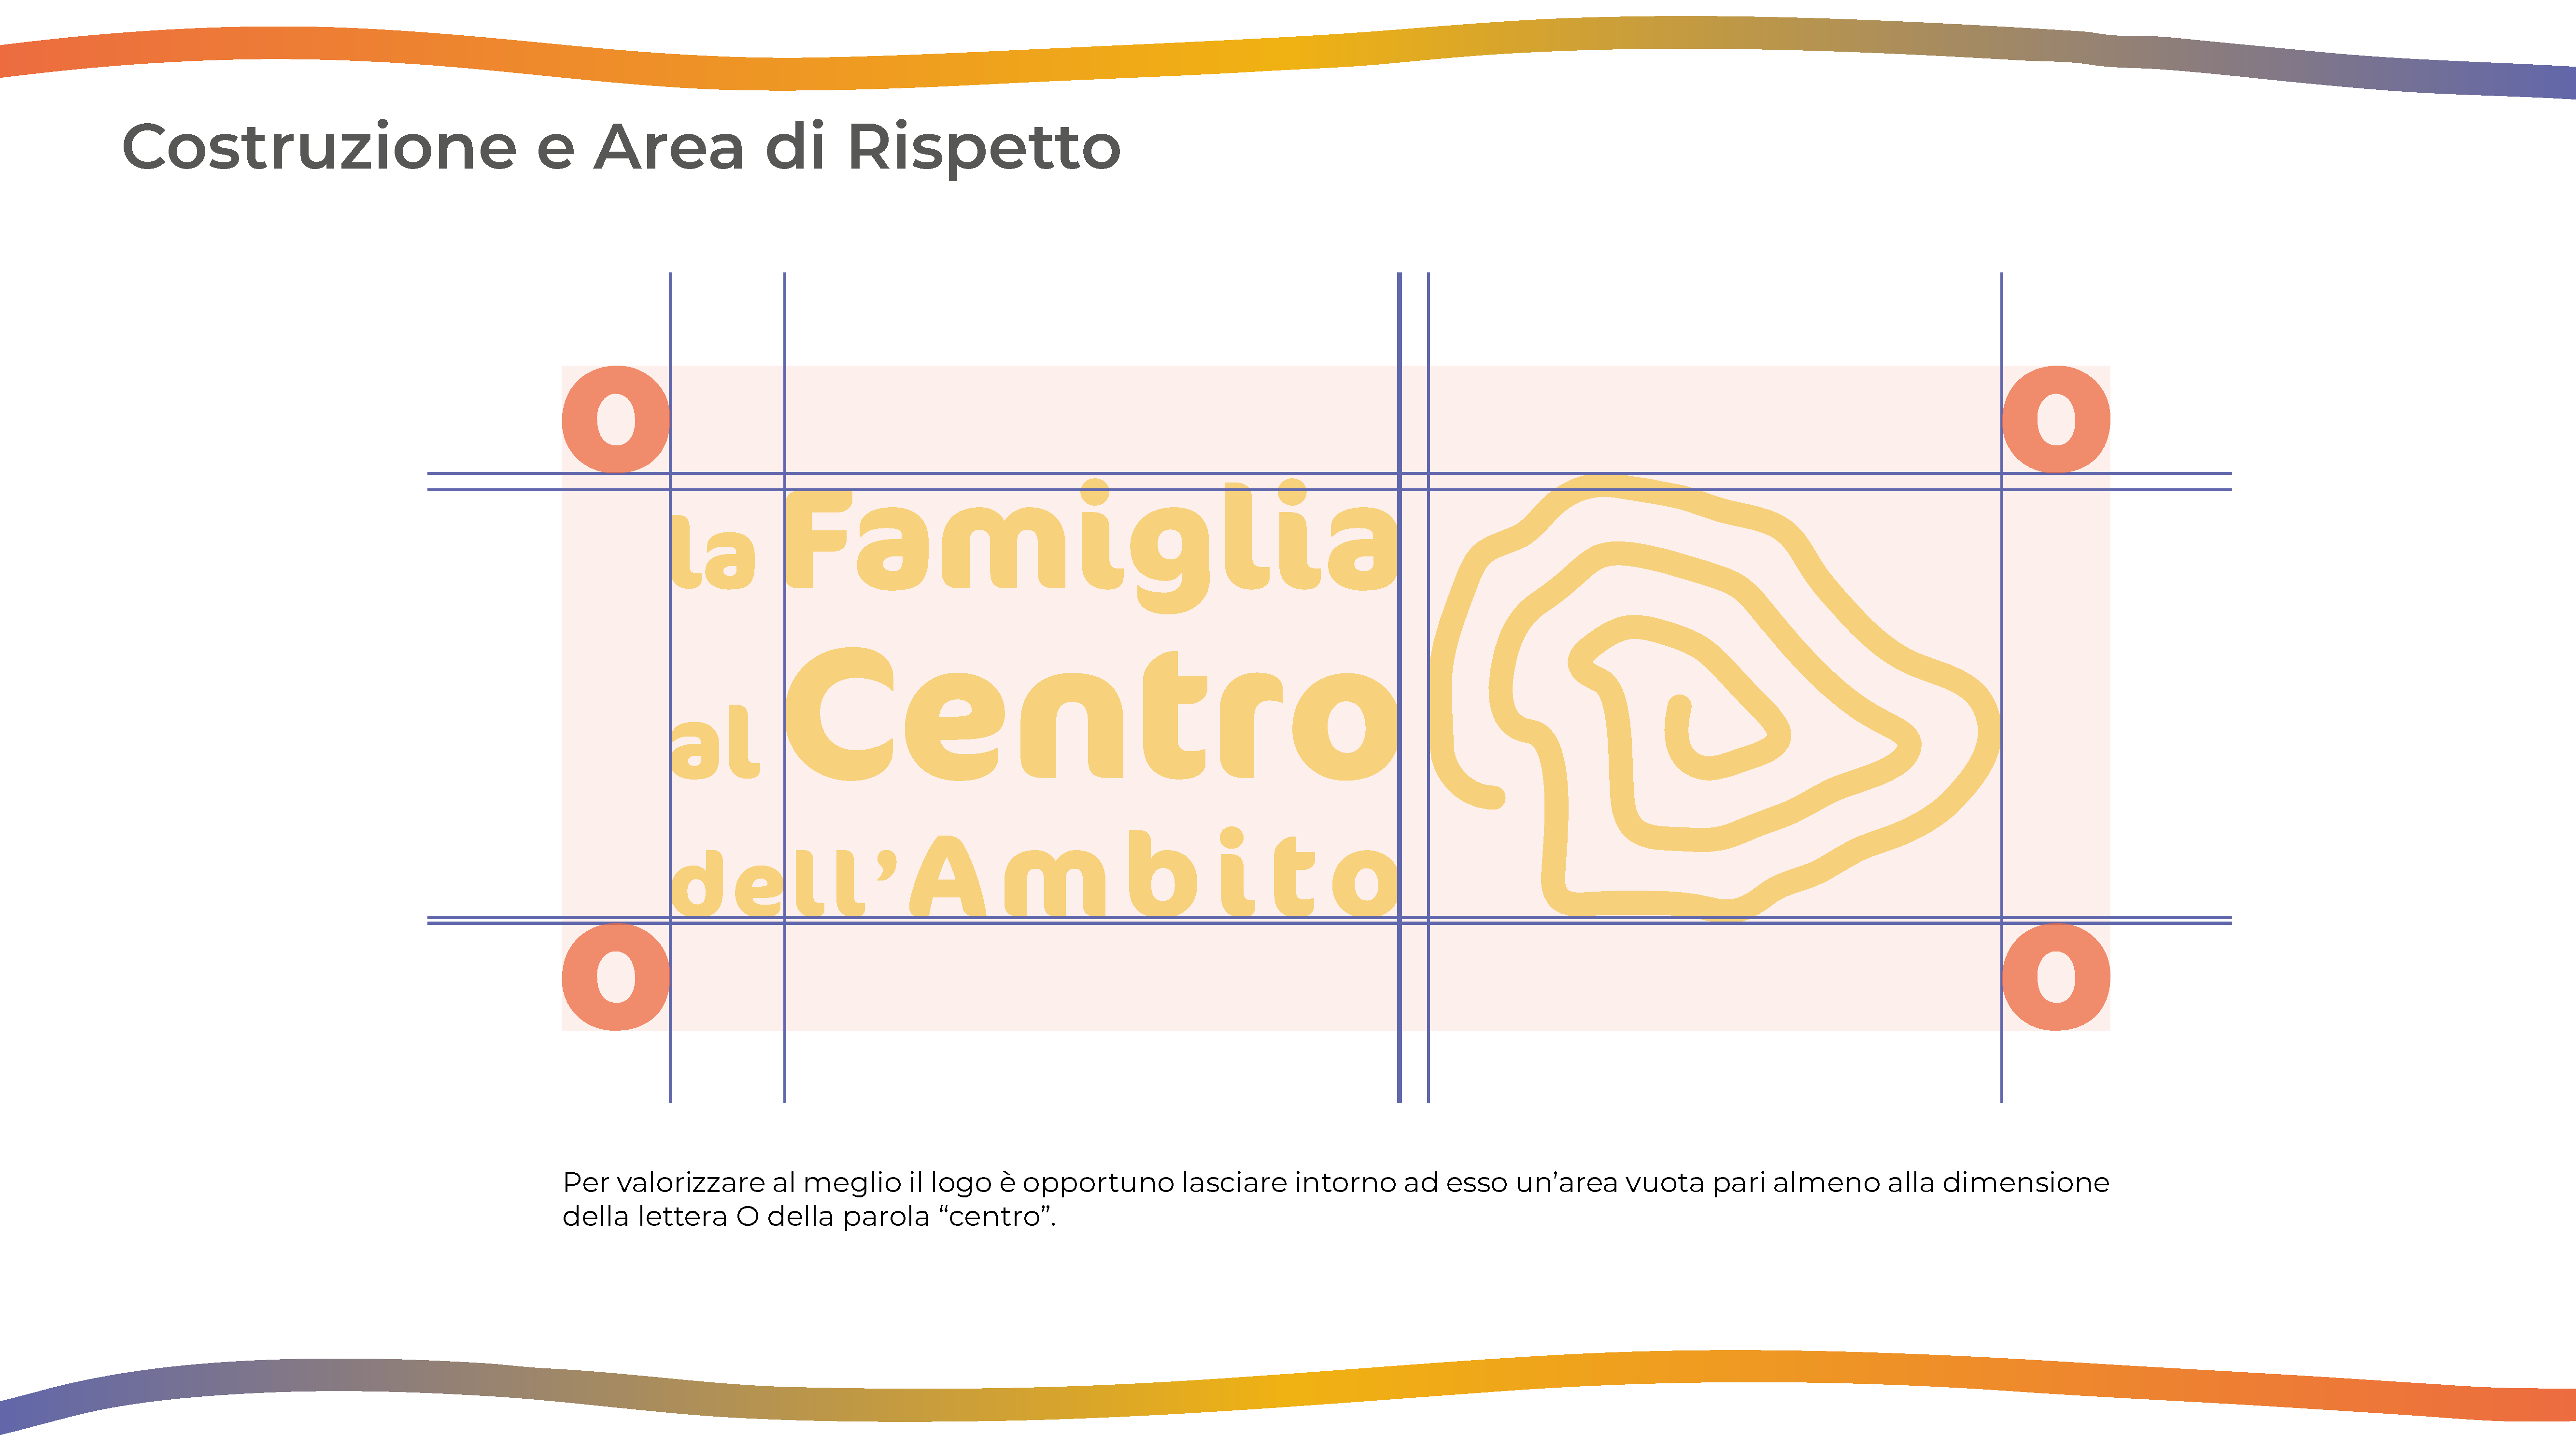 Costruzione e Area di Rispetto
O O
la Famiglia
al Centro
dell’Ambito
O O
Per valorizzare al meglio il logo è opportuno lasciare intorno ad esso un’area vuota pari almeno alla dimensione
della lettera O della parola “centro”.